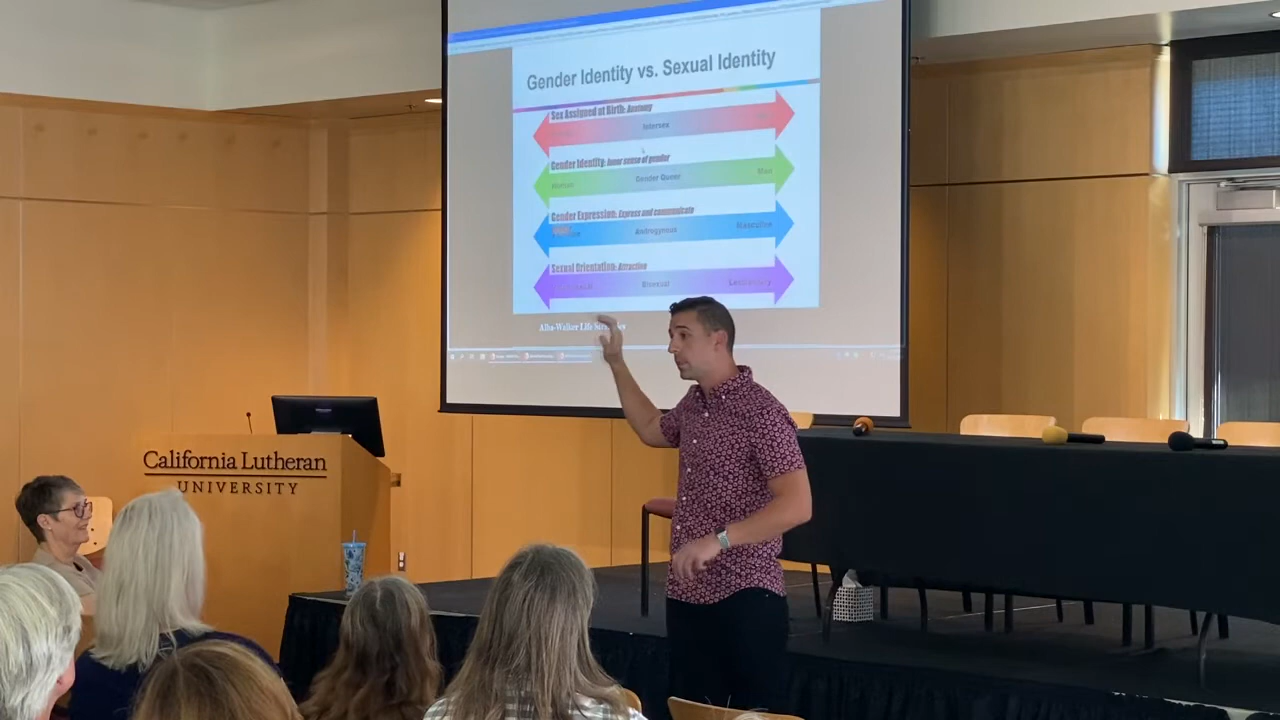 Gender Identity vs. Sexual Identity
Sex Assigned at Birth: Anatomy
Intersex
Gender Identity: Inner sense of gender
Woman Gender Queer Man
Gender Expression: Express and communicate
Androgynous Masculine
Sexual Orientation: Attraction
Bisexual
California Lutheran
UNIVERSITY